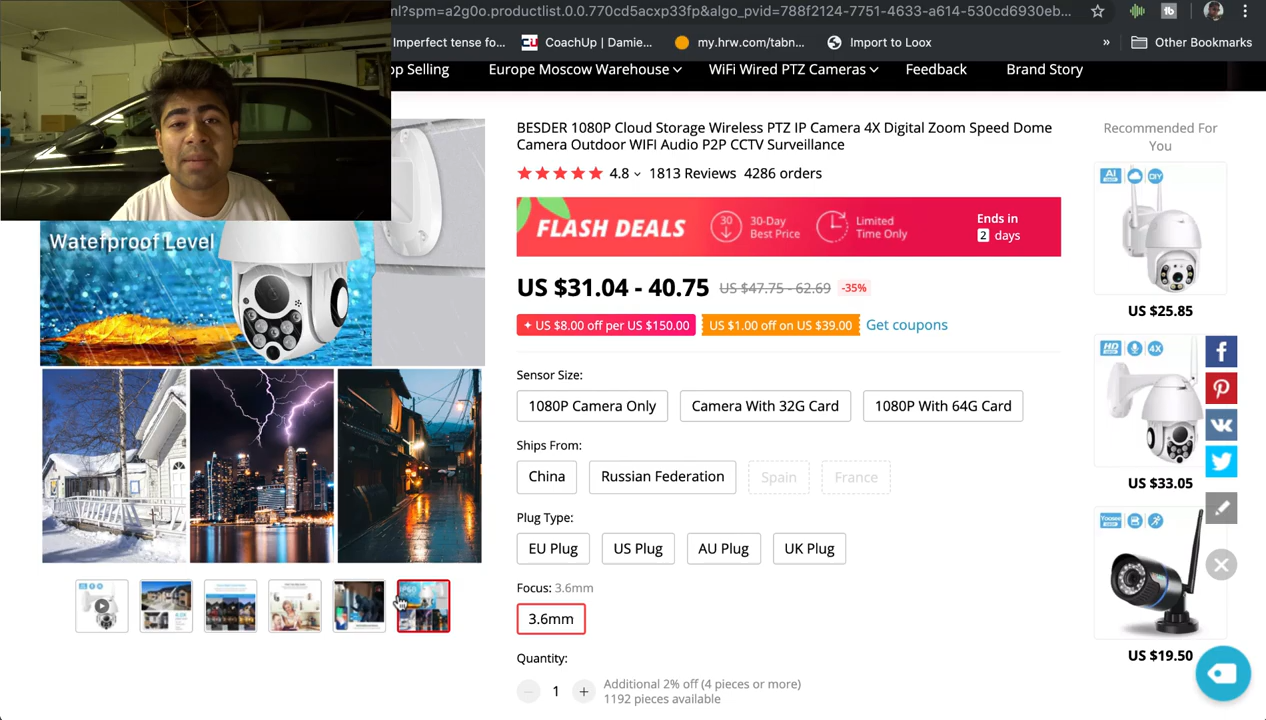 ml?spm=a2g0o.productlist.0.0.770cd5acxp33fp&algo_pvid=788f2124-7751-4633-a614-530cd6930eb...
Imperfect tense fo...
CU
CoachUp | Damie...
my.hrw.com/tabn...
Import to Loox
»
Other Bookmarks
op Selling
Europe Moscow Warehouse
WiFi Wired PTZ Cameras
Feedback
Brand Story
BESDER 1080P Cloud Storage Wireless PTZ IP Camera 4X Digital Zoom Speed Dome
Camera Outdoor WIFI Audio P2P CCTV Surveillance
4.8
1813 Reviews
4286 orders
FLASH DEALS
30
30-Day
Best Price
Limited
Time Only
Ends in
2 days
US $31.04 - 40.75
US $47.75 - 62.69
-35%
+ US $8.00 off per US $150.00
US $1.00 off on US $39.00
Get coupons
Sensor Size:
1080P Camera Only
Camera With 32G Card
1080P With 64G Card
Ships From:
China
Russian Federation
Spain
France
Plug Type:
EU Plug
US Plug
AU Plug
UK Plug
Focus: 3.6mm
3.6mm
Quantity:
1
Additional 2% off (4 pieces or more)
1192 pieces available
Waterproof Level
Recommended For
You
AI
DIY
US $25.85
HD
4X
US $33.05
US $19.50